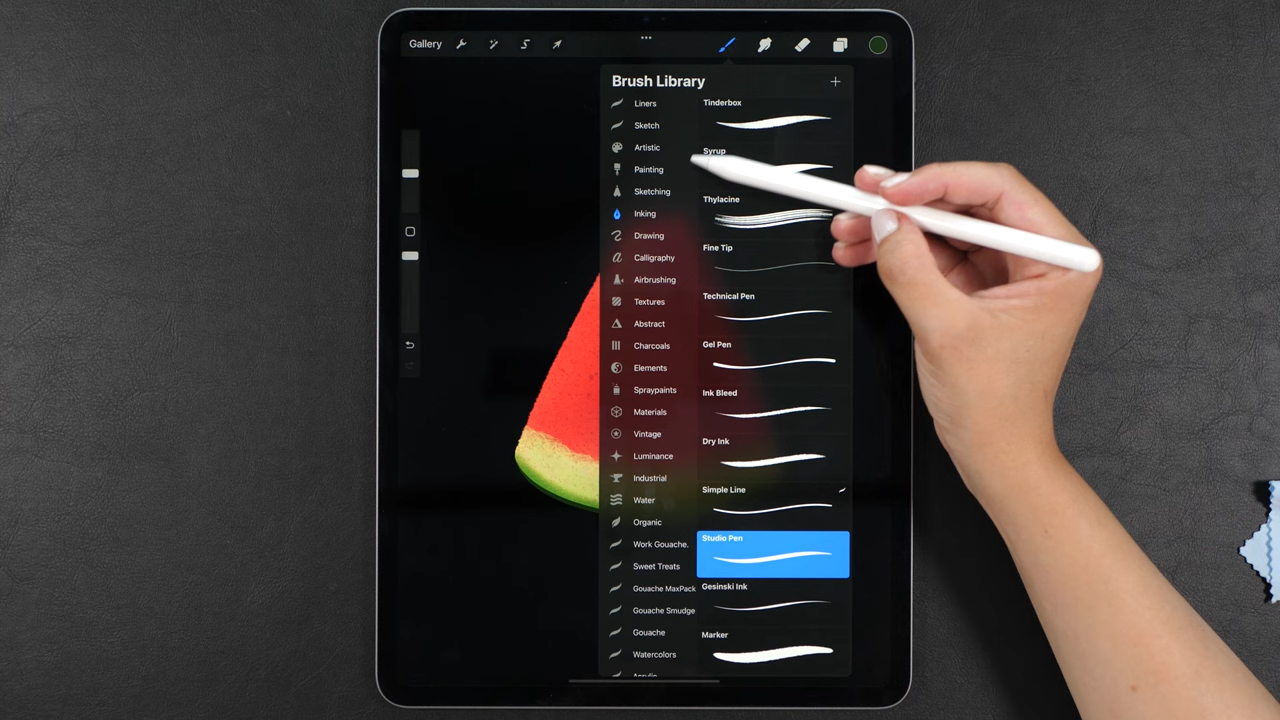 Gallery
Brush Library
Liners
Sketch
Artistic
Painting
Sketching
Inking
Drawing
Calligraphy
Airbrushing
Textures
Abstract
Charcoals
Elements
Spraypaints
Materials
Vintage
Luminance
Industrial
Water
Organic
Work Gouache.
Sweet Treats
Gouache MaxPack
Gouache Smudge
Gouache
Watercolors
Acrylic
Tinderbox
Syrup
Thylacine
Fine Tip
Technical Pen
Gel Pen
Ink Bleed
Dry Ink
Simple Line
Studio Pen
Gesinski Ink
Marker